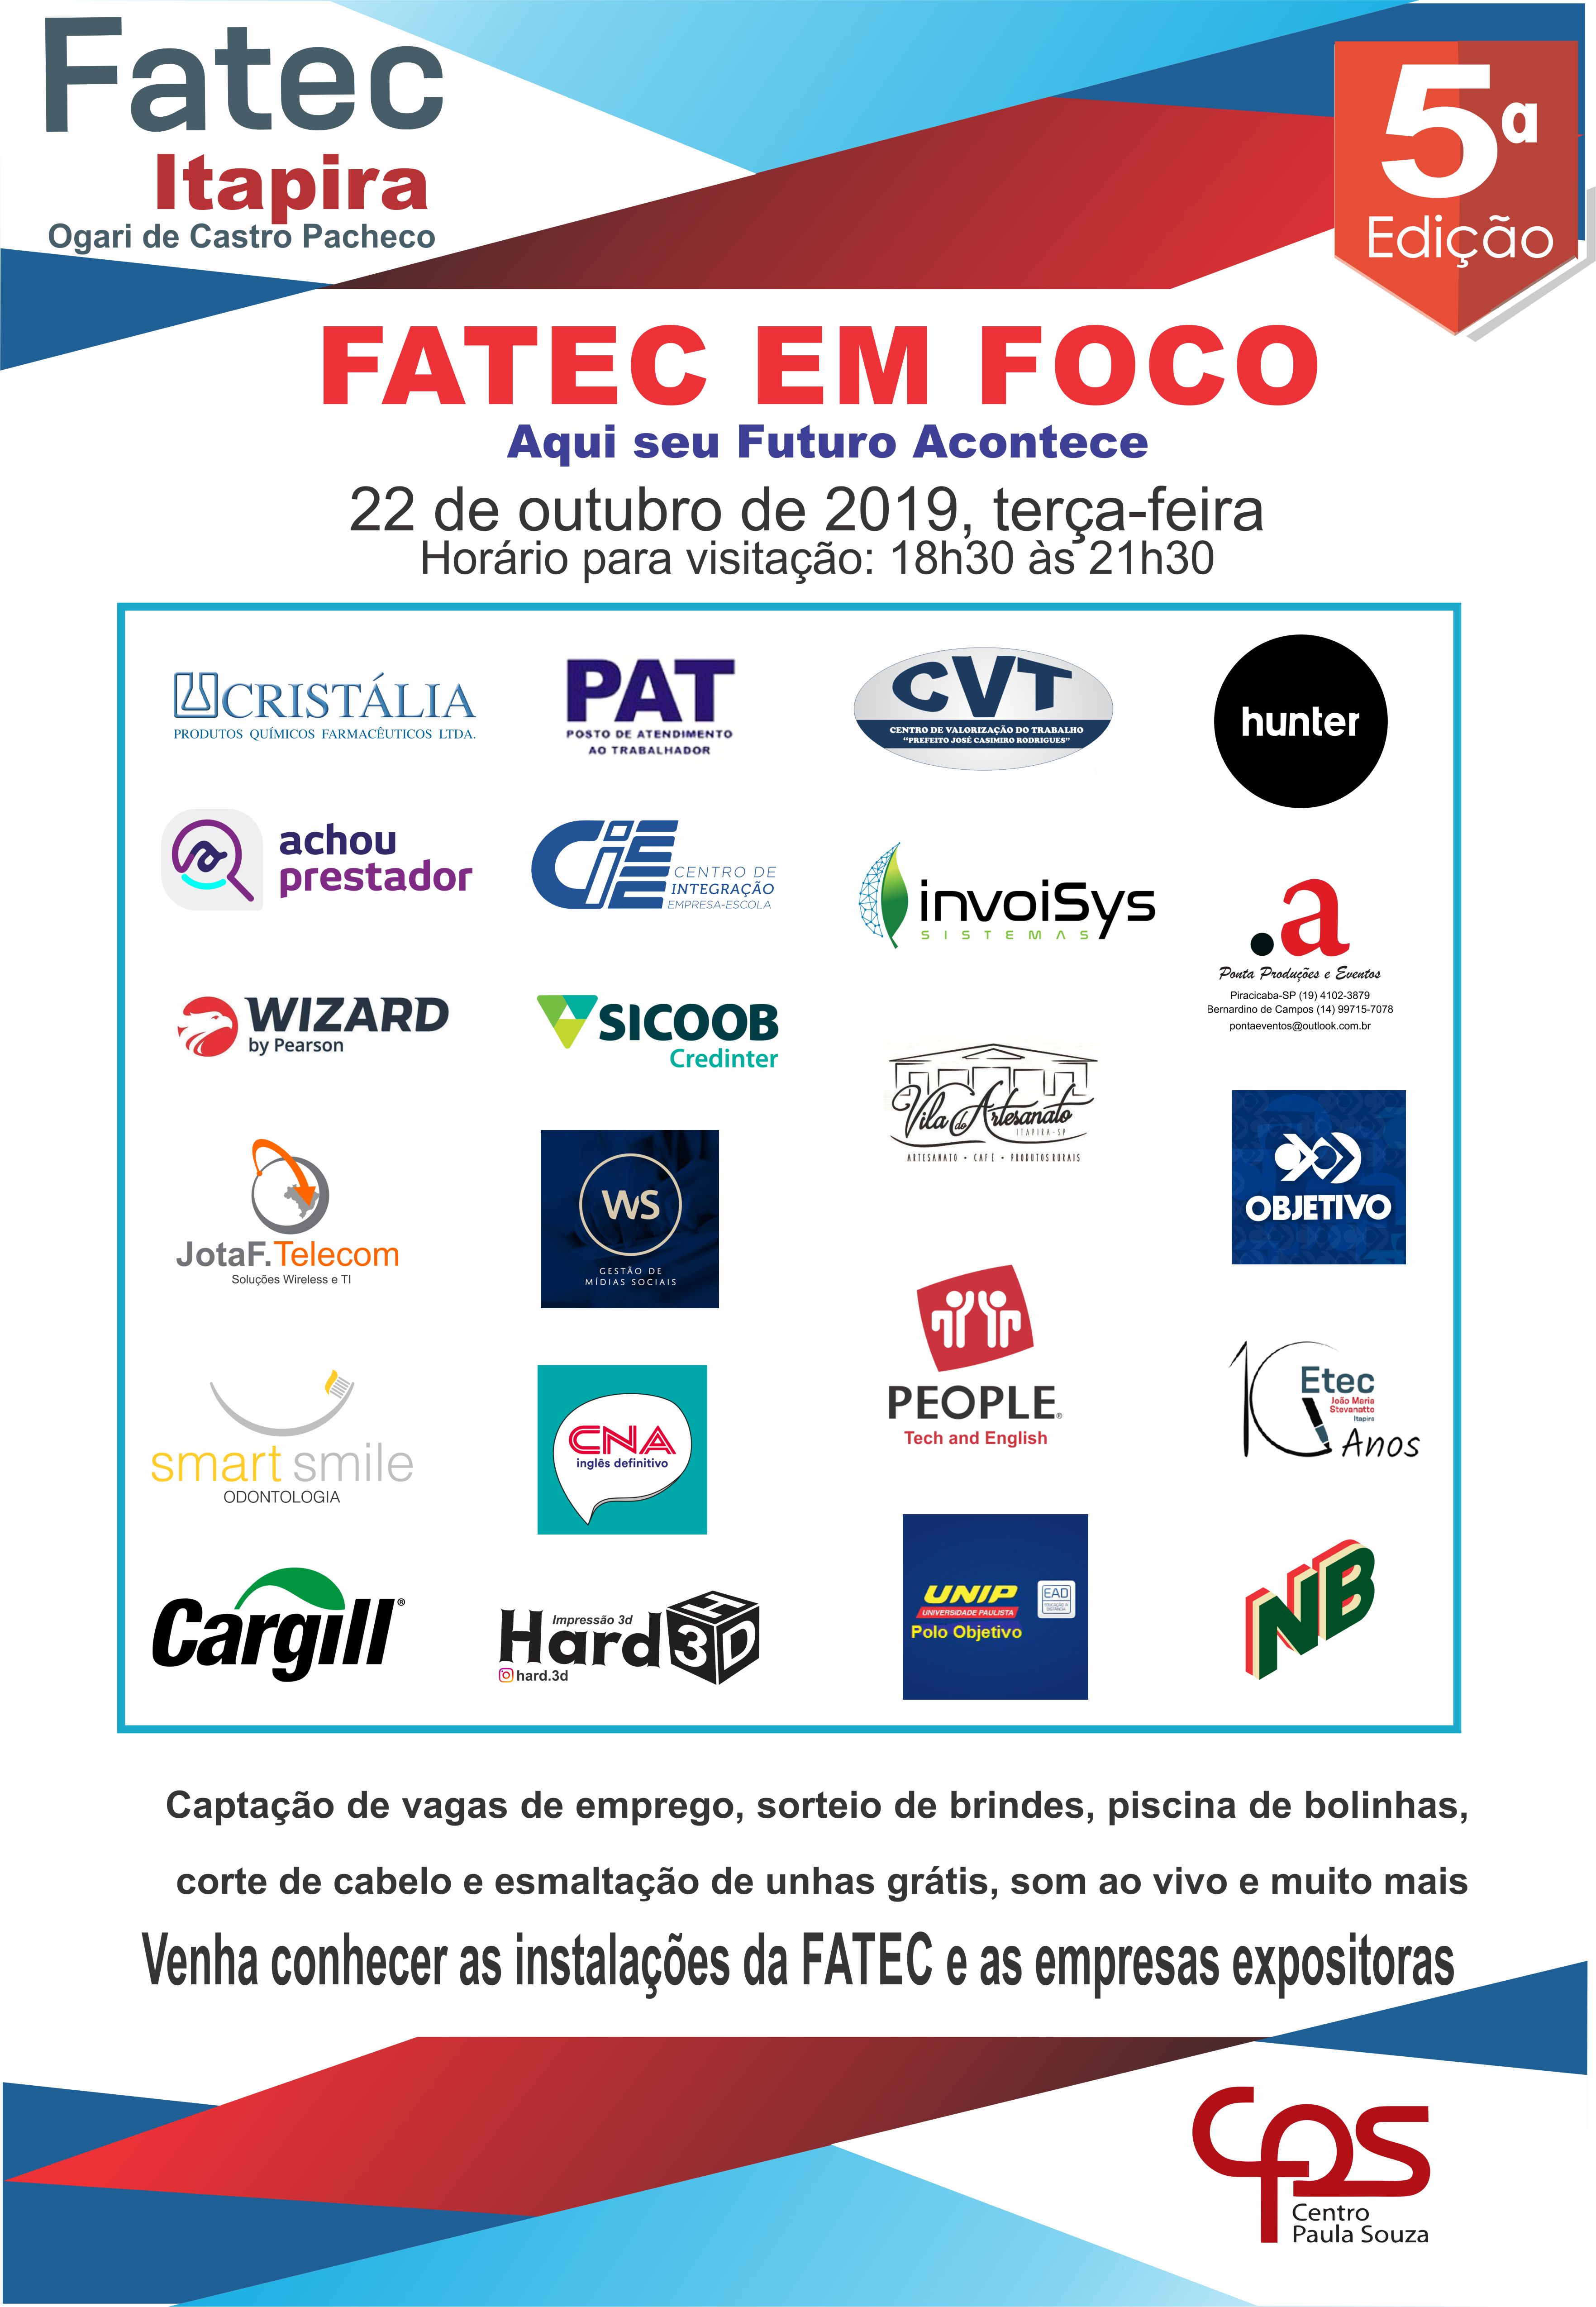 Fatec
Itapira
Ogari de Castro Pacheco
5ª
Edição
FATEC EM FOCO
Aqui seu Futuro Acontece
22 de outubro de 2019, terça-feira
Horário para visitação: 18h30 às 21h30
CRISTÁLIA
PRODUTOS QUÍMICOS FARMACÊUTICOS LTDA.
PAT
POSTO DE ATENDIMENTO
AO TRABALHADOR
CVT
CENTRO DE VALORIZAÇÃO DO TRABALHO
“PREFEITO JOSÉ CASIMIRO RODRIGUES”
hunter
achou
prestador
CIEE
CENTRO DE
INTEGRAÇÃO
EMPRESA-ESCOLA
invoiSys
SISTEMAS
.a
Ponta Produções e Eventos
Piracicaba-SP (19) 4102-3879
Bernardino de Campos (14) 99715-7078
pontaeventos@outlook.com.br
WIZARD
by Pearson
SICOOB
Credinter
Vila do Artesanato
ITAPIRA-SP
ARTESANATO • CAFÉ • PRODUTOS RURAIS
OBJETIVO
JotaF.Telecom
Soluções Wireless e TI
WS
GESTÃO DE
MÍDIAS SOCIAIS
PEOPLE®
Tech and English
10
Etec
João Maria
Stevanatto
Itapira
Anos
smart smile
ODONTOLOGIA
CNA
inglês definitivo
Cargill®
Impressão 3d
Hard 3D H
hard.3d
UNIP
UNIVERSIDADE PAULISTA
EAD
EDUCAÇÃO A
DISTÂNCIA
Polo Objetivo
NB
Captação de vagas de emprego, sorteio de brindes, piscina de bolinhas,
corte de cabelo e esmaltação de unhas grátis, som ao vivo e muito mais
Venha conhecer as instalações da FATEC e as empresas expositoras
cps
Centro
Paula Souza